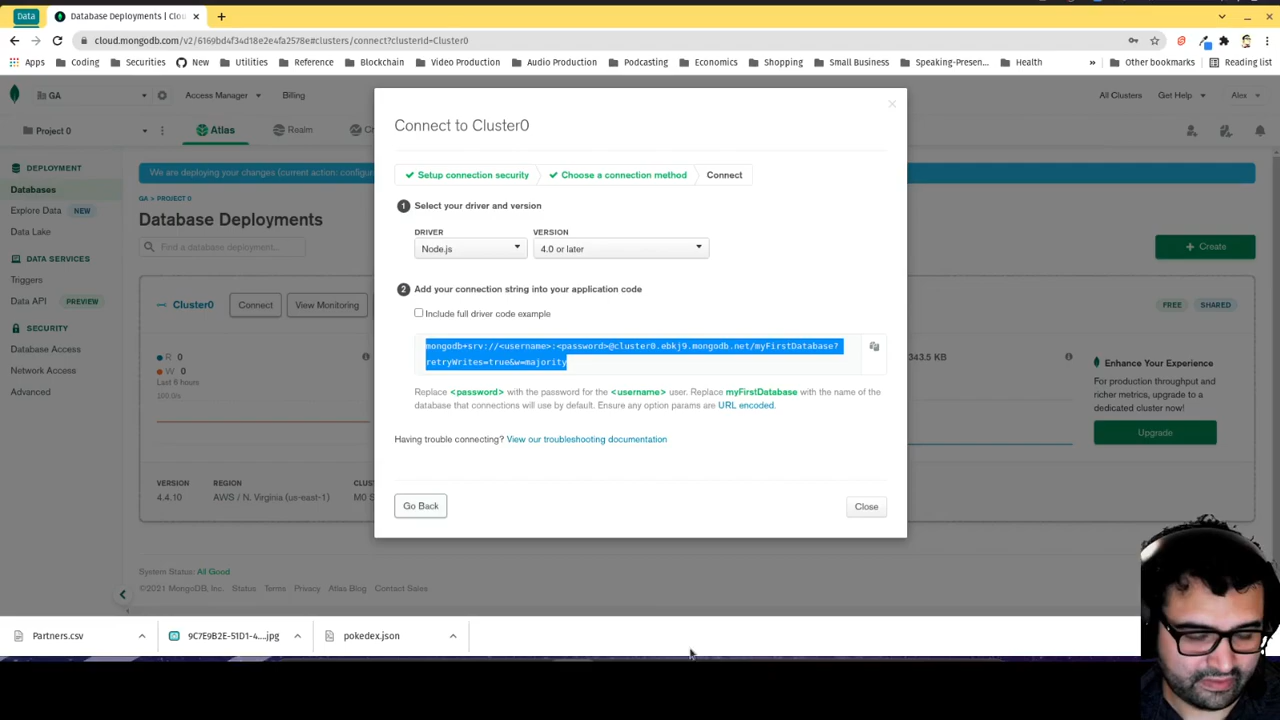 Data
Database Deployments | Clou
cloud.mongodb.com/v2/6169bd4f34d18e2e4fa2578e#clusters/connect?clusterId=Cluster0
Apps Coding Securities New Utilities Reference Blockchain Video Production Audio Production Podcasting Economics Shopping Small Business Speaking-Presen... Health » Other bookmarks Reading list
GA Access Manager Billing All Clusters Get Help Alex
Project 0 Atlas Realm Ch
DEPLOYMENT
Databases
Explore Data NEW
Data Lake
DATA SERVICES
Triggers
Data API PREVIEW
SECURITY
Database Access
Network Access
Advanced
We are deploying your changes (current action: configur
GA > PROJECT 0
Database Deployments
Find a database deployment...
+ Create
Cluster0 Connect View Monitoring
FREE SHARED
R 0
W 0
Last 6 hours
100.0/s
343.5 KB
Enhance Your Experience
For production throughput and
richer metrics, upgrade to a
dedicated cluster now!
Upgrade
VERSION REGION CLUS
4.4.10 AWS / N. Virginia (us-east-1) M0 S
System Status: All Good
©2021 MongoDB, Inc. Status Terms Privacy Atlas Blog Contact Sales
Connect to Cluster0
Setup connection security Choose a connection method Connect
1 Select your driver and version
DRIVER VERSION
Node.js 4.0 or later
2 Add your connection string into your application code
Include full driver code example
mongodb+srv://<username>:<password>@cluster0.ebkj9.mongodb.net/myFirstDatabase?
retryWrites=true&w=majority
Replace <password> with the password for the <username> user. Replace myFirstDatabase with the name of the
database that connections will use by default. Ensure any option params are URL encoded.
Having trouble connecting? View our troubleshooting documentation
Go Back Close
Partners.csv 9C7E9B2E-51D1-4....jpg pokedex.json